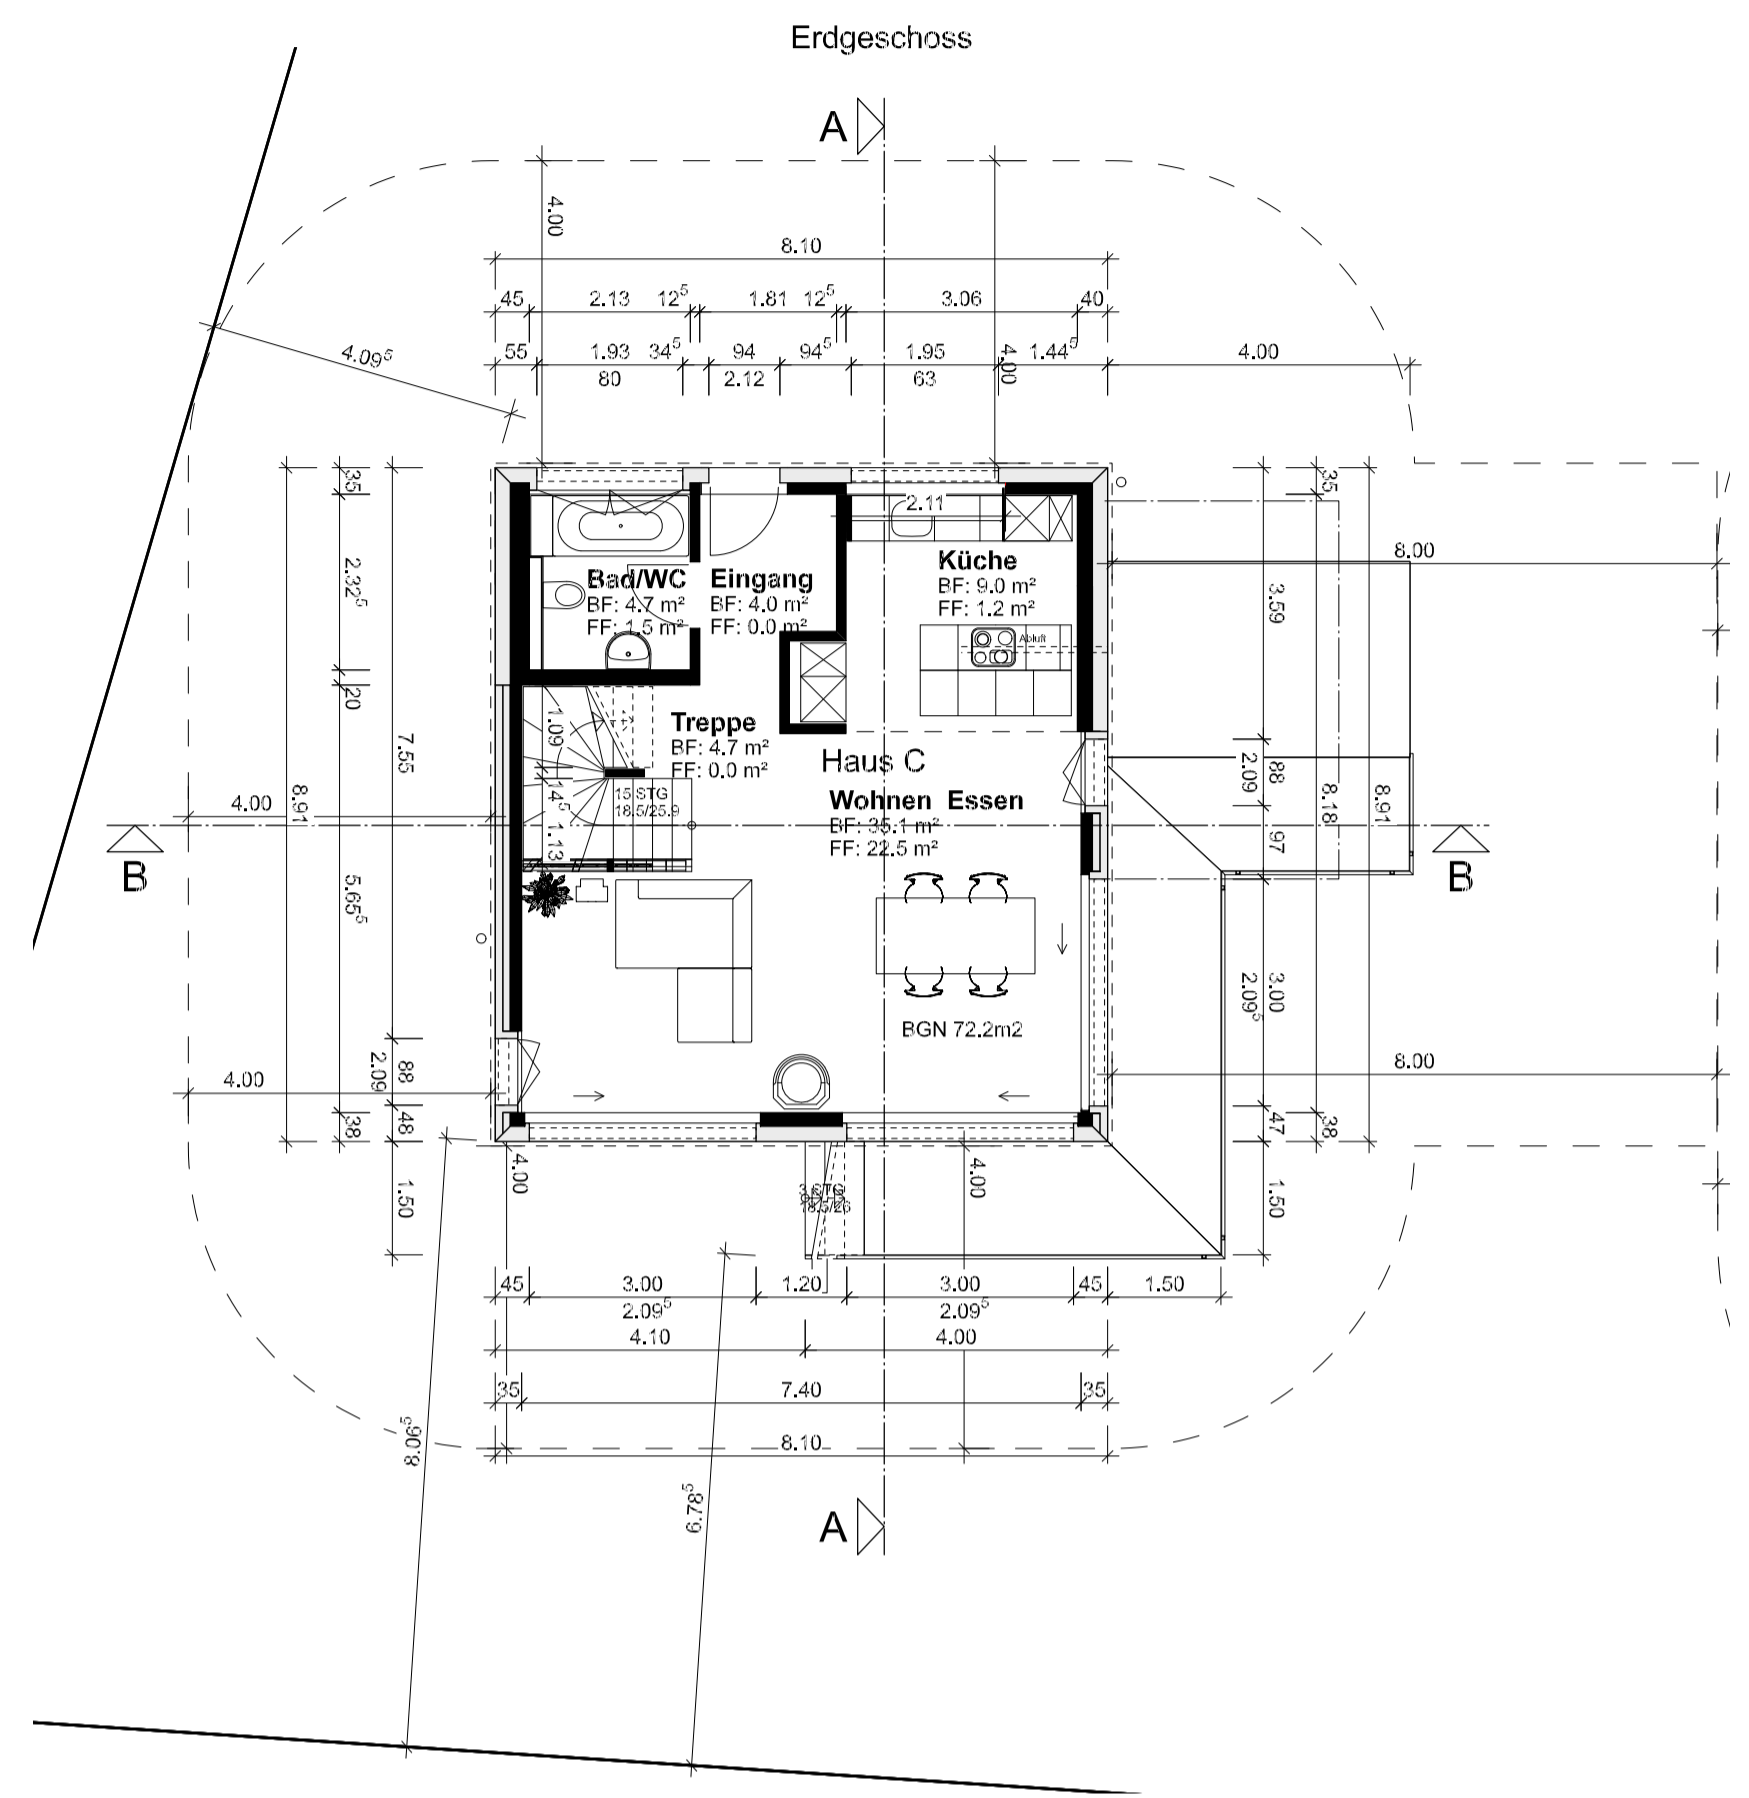 Erdgeschoss
A
4.00
8.10
45 2.13 12⁵ 1.81 12⁵ 3.06 40
55 1.93 34⁵ 94 94⁵ 1.95 4.00 1.44⁵ 4.00
80 2.12 63
4.09⁵
35
2.32⁵
20
5.65⁵
38
7.55
88
2.09
48
1.50
8.91
4.00
4.00
2.11
Küche
BF: 9.0 m²
FF: 1.2 m²
Abluft
Bad/WC
BF: 4.7 m²
FF: 1.5 m²
Eingang
BF: 4.0 m²
FF: 0.0 m²
Treppe
BF: 4.7 m²
FF: 0.0 m²
1.09
14⁵
1.13
15 STG
18.5/25.9
Haus C
Wohnen Essen
BF: 35.1 m²
FF: 22.5 m²
BGN 72.2m2
3.59
88
2.09
97
3.00
2.09⁵
47
1.50
35
8.18
38
8.91
8.00
8.00
B
B
4.00
4.00
45 3.00 1.20 3.00 45 1.50
2.09⁵ 2.09⁵
4.10 4.00
35 7.40 35
8.10
8.06⁵
6.78⁵
A